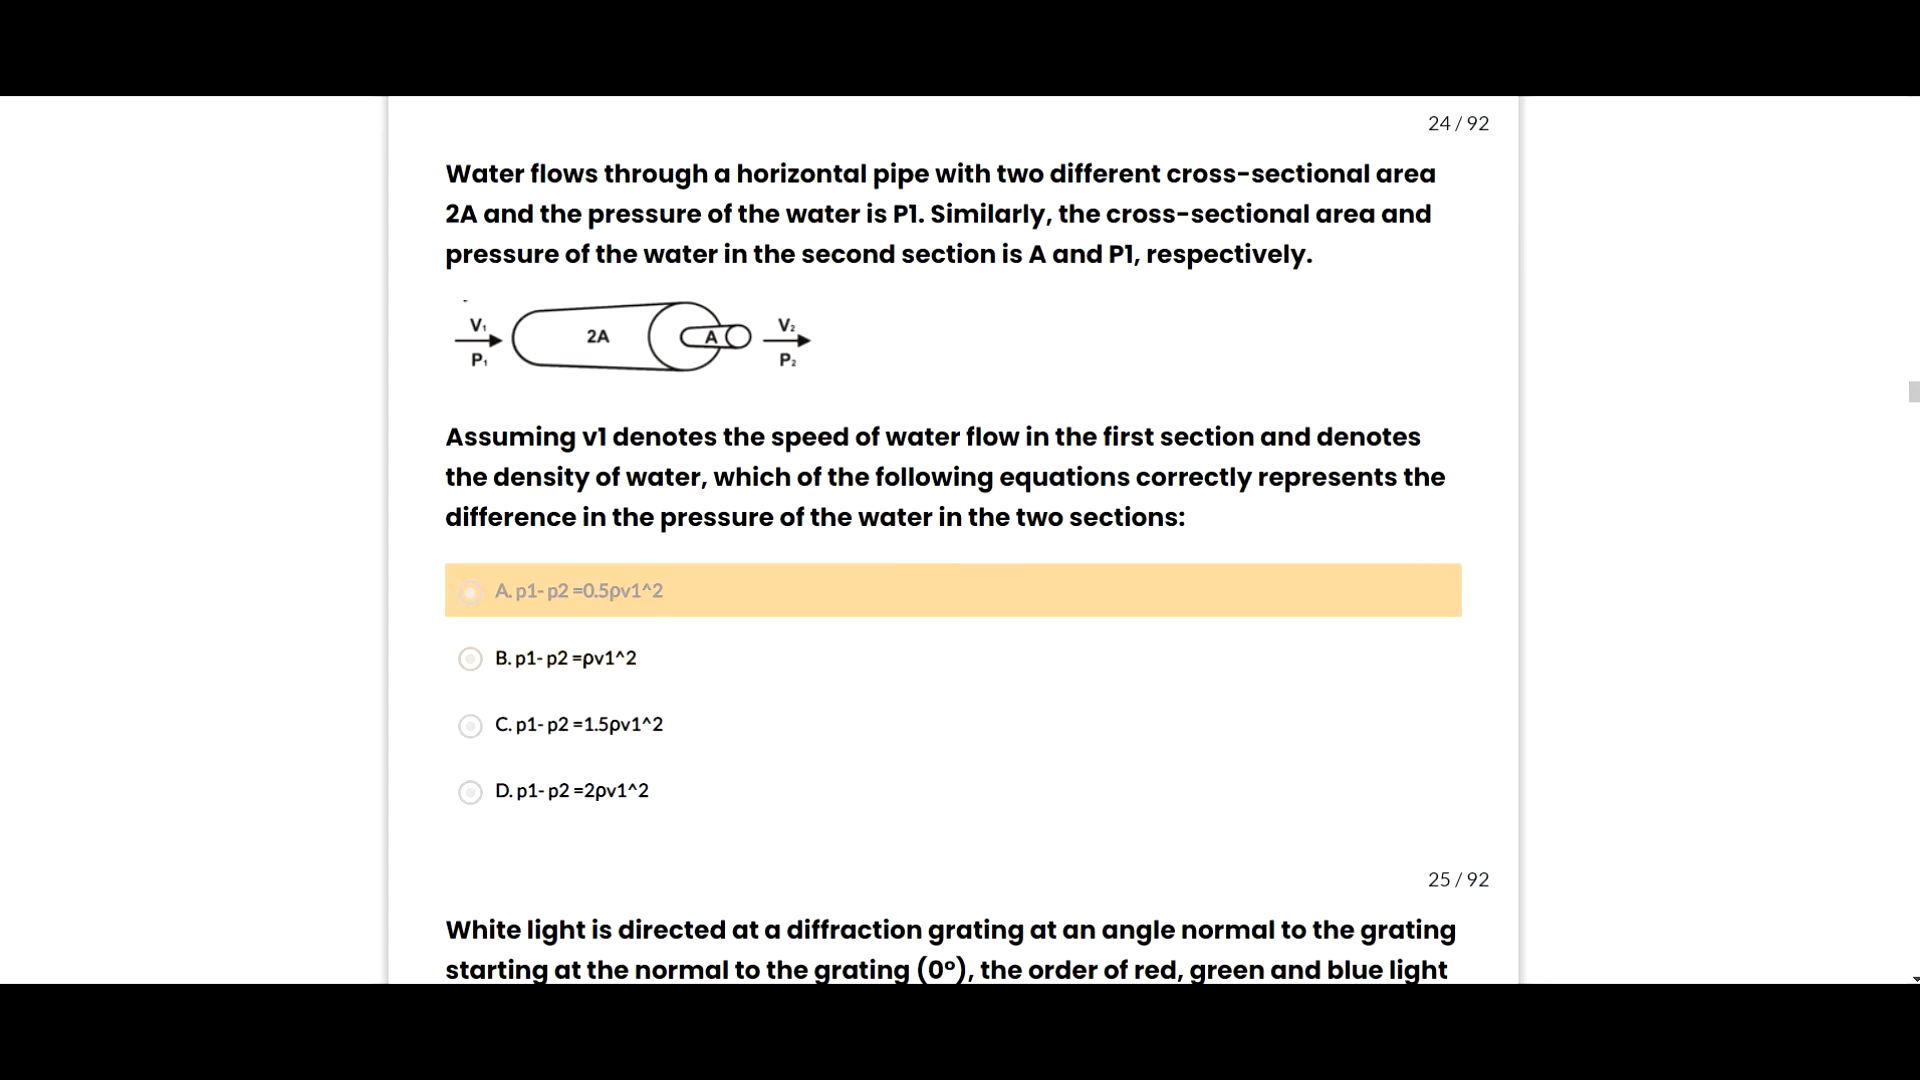 24 / 92
Water flows through a horizontal pipe with two different cross-sectional area
2A and the pressure of the water is P1. Similarly, the cross-sectional area and
pressure of the water in the second section is A and P1, respectively.
V₁
P₁
2A
A
V₂
P₂
Assuming v1 denotes the speed of water flow in the first section and denotes
the density of water, which of the following equations correctly represents the
difference in the pressure of the water in the two sections:
A. p1- p2 =0.5ρv1^2
B. p1- p2 =ρv1^2
C. p1- p2 =1.5ρv1^2
D. p1- p2 =2ρv1^2
25 / 92
White light is directed at a diffraction grating at an angle normal to the grating
starting at the normal to the grating (0º), the order of red, green and blue light